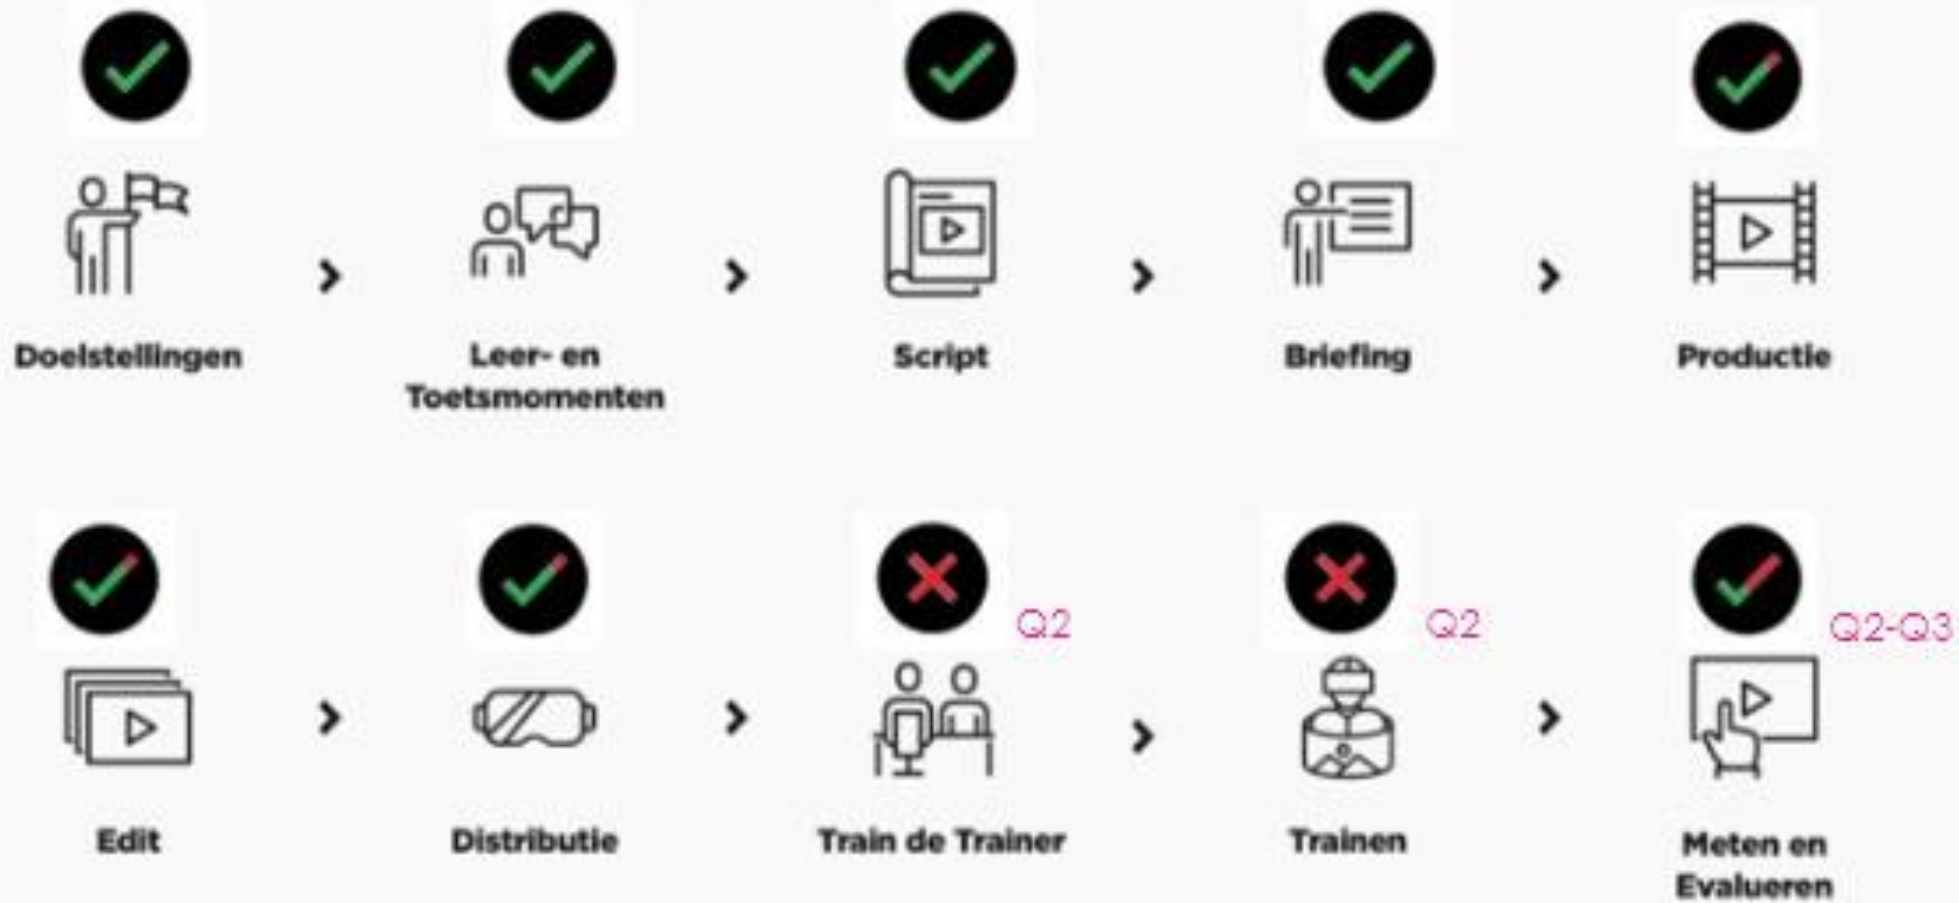 Doelstellingen
Leer- en
Toetsmomenten
Script
Briefing
Productie
Q2
Q2
Q2-Q3
Edit
Distributie
Train de Trainer
Trainen
Meten en
Evalueren